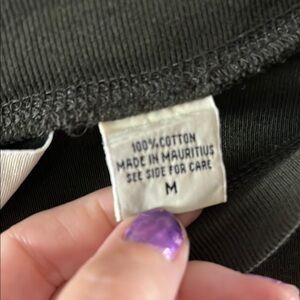 100% COTTON
MADE IN MAURITIUS
SEE SIDE FOR CARE
M